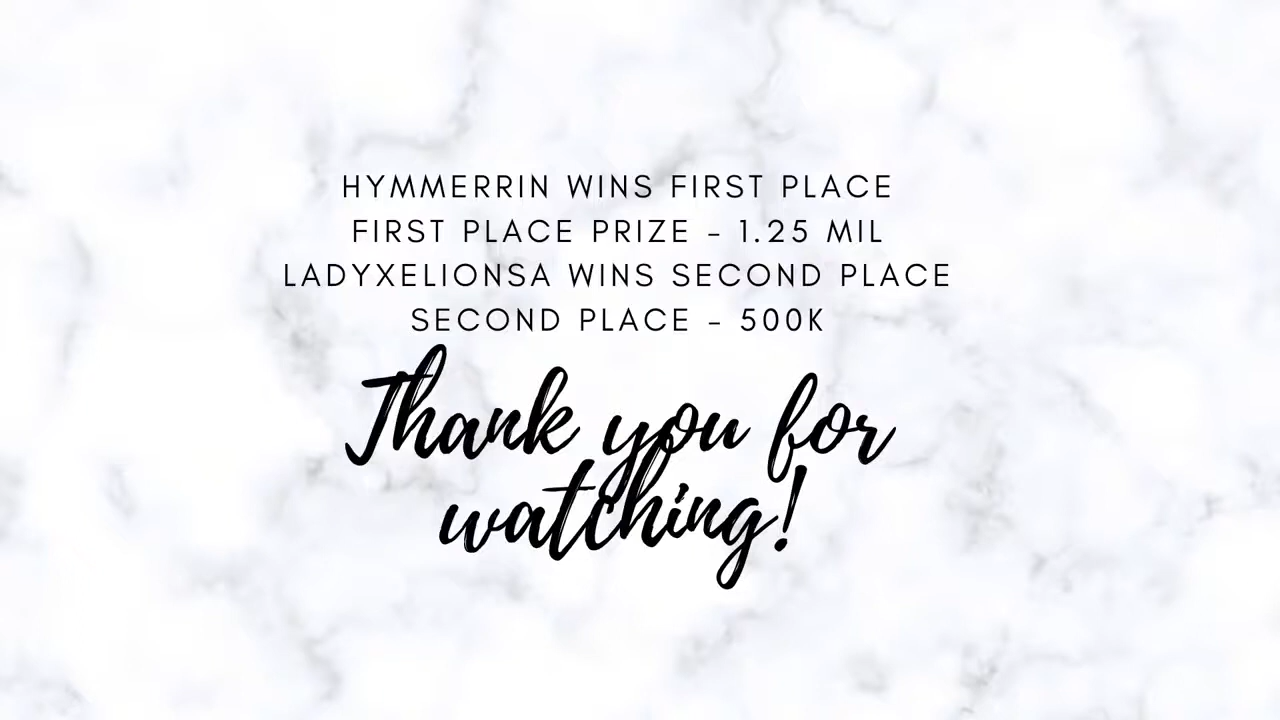 HYMMERRIN WINS FIRST PLACE
FIRST PLACE PRIZE - 1.25 MIL
LADYXELIONSA WINS SECOND PLACE
SECOND PLACE - 500K
Thank you for
watching!